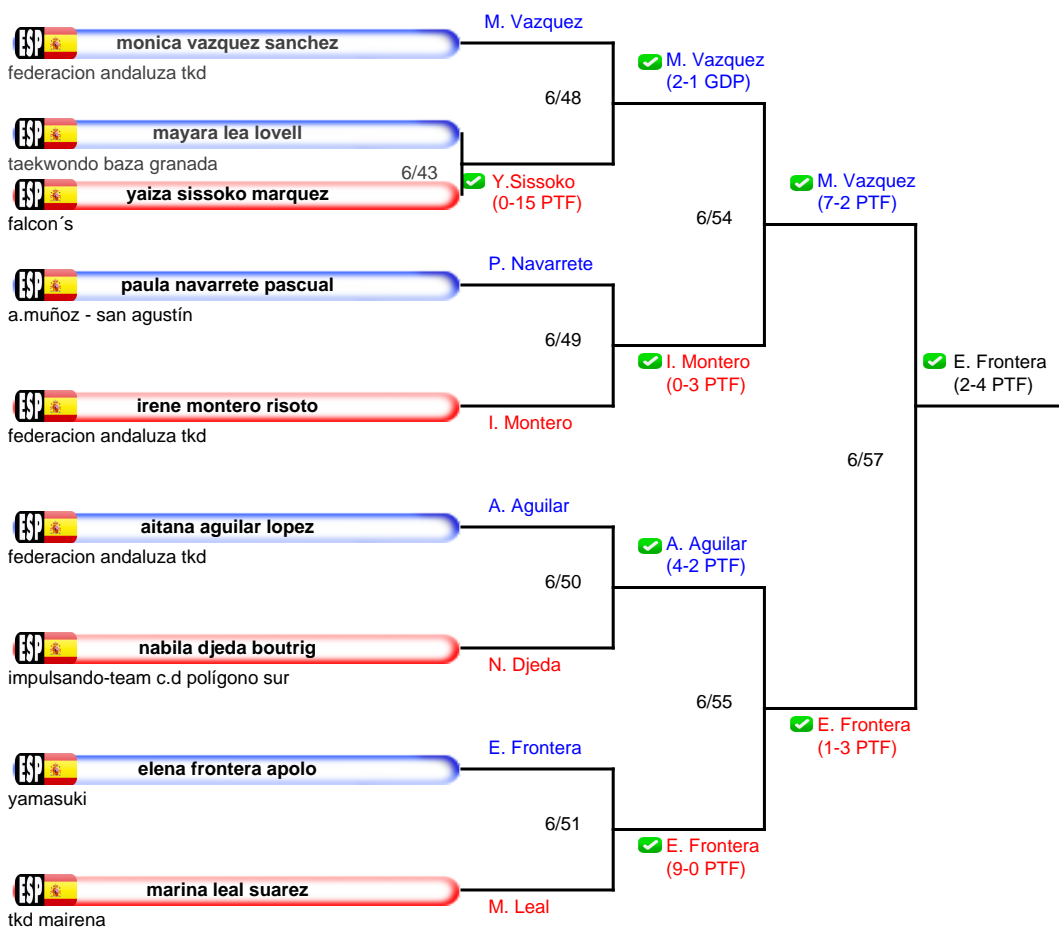 M. Vazquez
ESP monica vazquez sanchez
federacion andaluza tkd
M. Vazquez
(2-1 GDP)
6/48
ESP mayara lea lovell
taekwondo baza granada
6/43
Y.Sissoko
(0-15 PTF)
ESP yaiza sissoko marquez
falcon´s
M. Vazquez
(7-2 PTF)
6/54
P. Navarrete
ESP paula navarrete pascual
a.muñoz - san agustín
6/49
I. Montero
(0-3 PTF)
E. Frontera
(2-4 PTF)
ESP irene montero risoto
federacion andaluza tkd
I. Montero
6/57
A. Aguilar
ESP aitana aguilar lopez
federacion andaluza tkd
A. Aguilar
(4-2 PTF)
6/50
ESP nabila djeda boutrig
impulsando-team c.d polígono sur
N. Djeda
6/55
E. Frontera
(1-3 PTF)
E. Frontera
ESP elena frontera apolo
yamasuki
6/51
E. Frontera
(9-0 PTF)
ESP marina leal suarez
tkd mairena
M. Leal